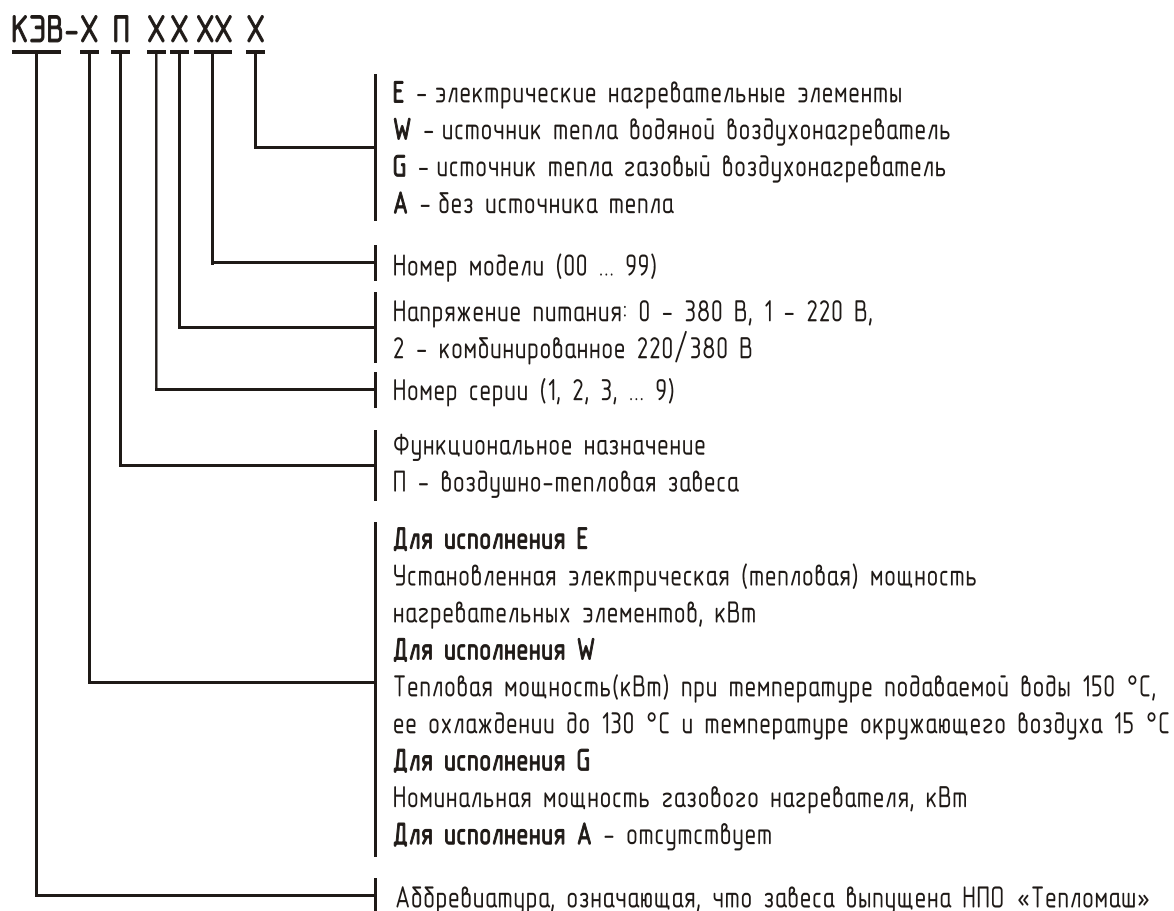 КЭВ-Х П Х Х ХХ Х
Е - электрические нагревательные элементы
W - источник тепла водяной воздухонагреватель
G - источник тепла газовый воздухонагреватель
А - без источника тепла
Номер модели (00 ... 99)
Напряжение питания: 0 - 380 В, 1 - 220 В,
2 - комбинированное 220/380 В
Номер серии (1, 2, 3, ... 9)
Функциональное назначение
П - воздушно-тепловая завеса
Для исполнения Е
Установленная электрическая (тепловая) мощность
нагревательных элементов, кВт
Для исполнения W
Тепловая мощность(кВт) при температуре подаваемой воды 150 °С,
ее охлаждении до 130 °С и температуре окружающего воздуха 15 °С
Для исполнения G
Номинальная мощность газового нагревателя, кВт
Для исполнения А - отсутствует
Аббревиатура, означающая, что завеса выпущена НПО «Тепломаш»